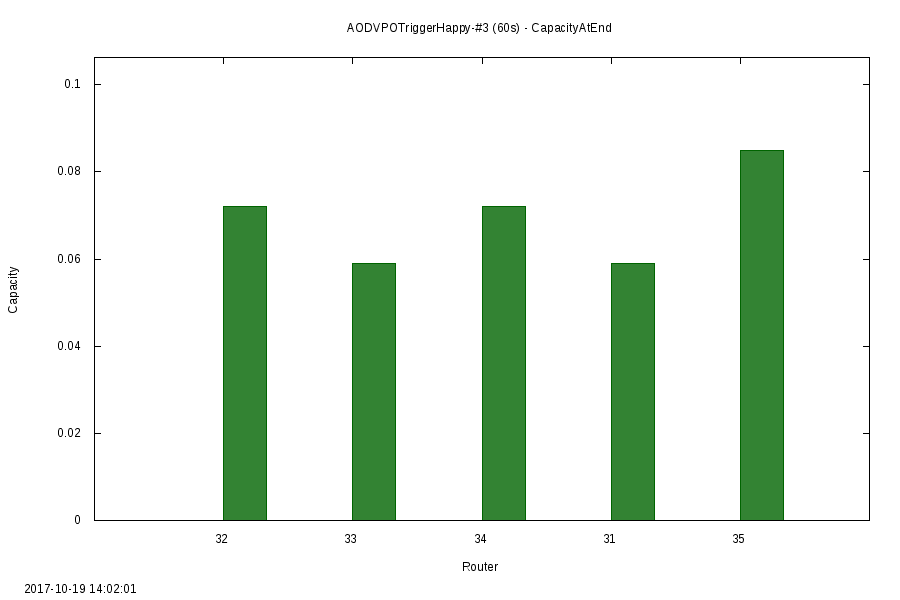 AODVPOTriggerHappy-#3 (60s) - CapacityAtEnd
0.1
0.08
0.06
0.04
0.02
0
Capacity
32 33 34 31 35
Router
2017-10-19 14:02:01